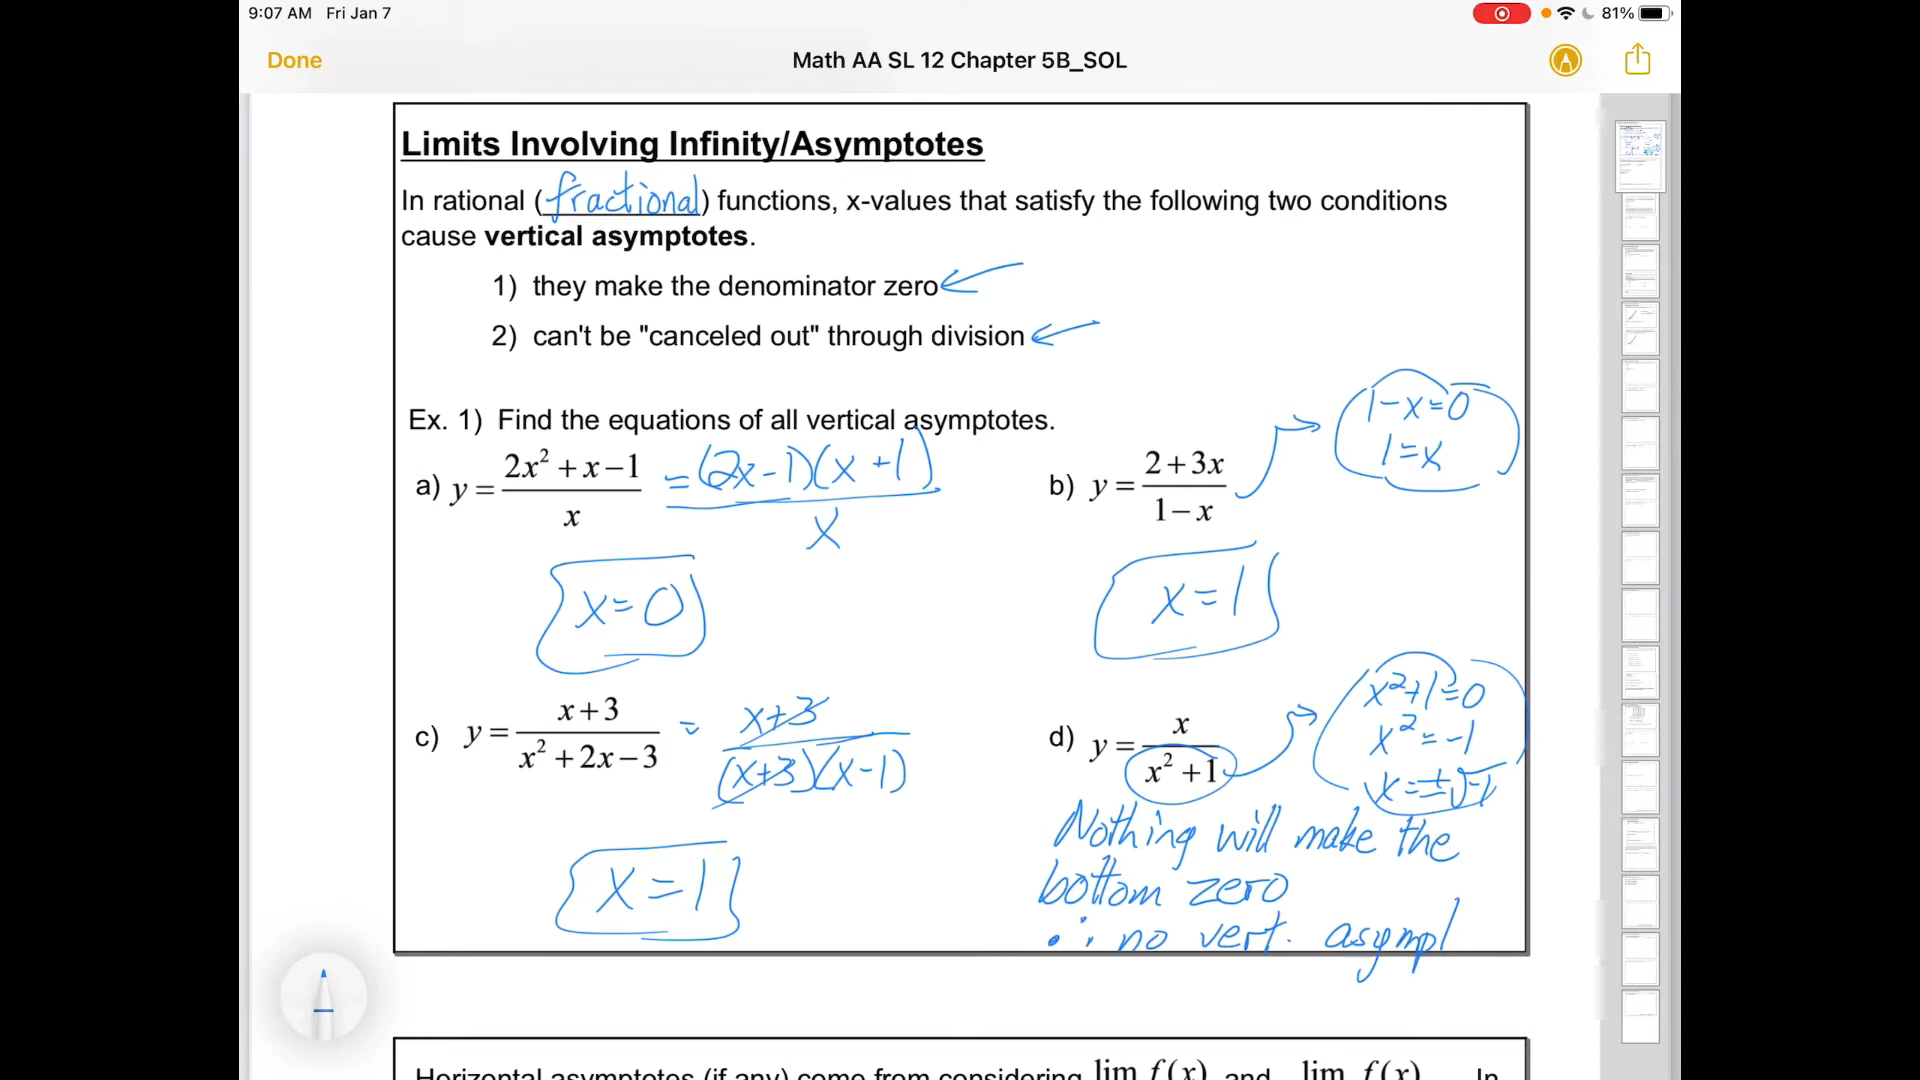 9:07 AM Fri Jan 7
81%
Done
Math AA SL 12 Chapter 5B_SOL
Limits Involving Infinity/Asymptotes
In rational (fractional) functions, x-values that satisfy the following two conditions
cause vertical asymptotes.
1) they make the denominator zero
2) can't be "canceled out" through division
Ex. 1) Find the equations of all vertical asymptotes.
a) y = (2x² + x − 1)/x = (2x−1)(x+1)/x
x=0
b) y = (2+3x)/(1−x)
1−x=0
1=x
x=1
c) y = (x+3)/(x² + 2x − 3) = (x+3)/((x+3)(x−1))
x=1
d) y = x/(x² + 1)
x²+1=0
x²=−1
x=±√−1
Nothing will make the
bottom zero
∴ no vert. asympt
Horizontal asymptotes (if any) come from considering lim f(x) and lim f(x). In